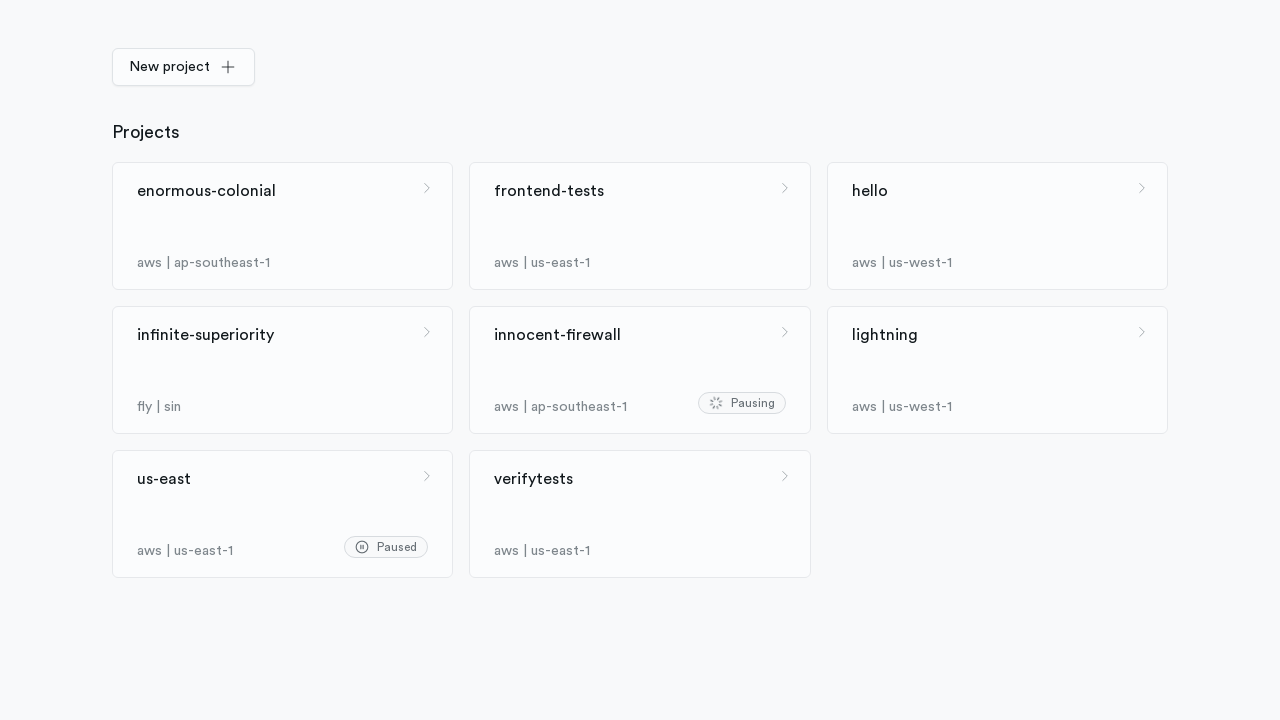 New project
Projects
enormous-colonial
aws | ap-southeast-1
frontend-tests
aws | us-east-1
hello
aws | us-west-1
infinite-superiority
fly | sin
innocent-firewall
aws | ap-southeast-1
Pausing
lightning
aws | us-west-1
us-east
aws | us-east-1
Paused
verifytests
aws | us-east-1